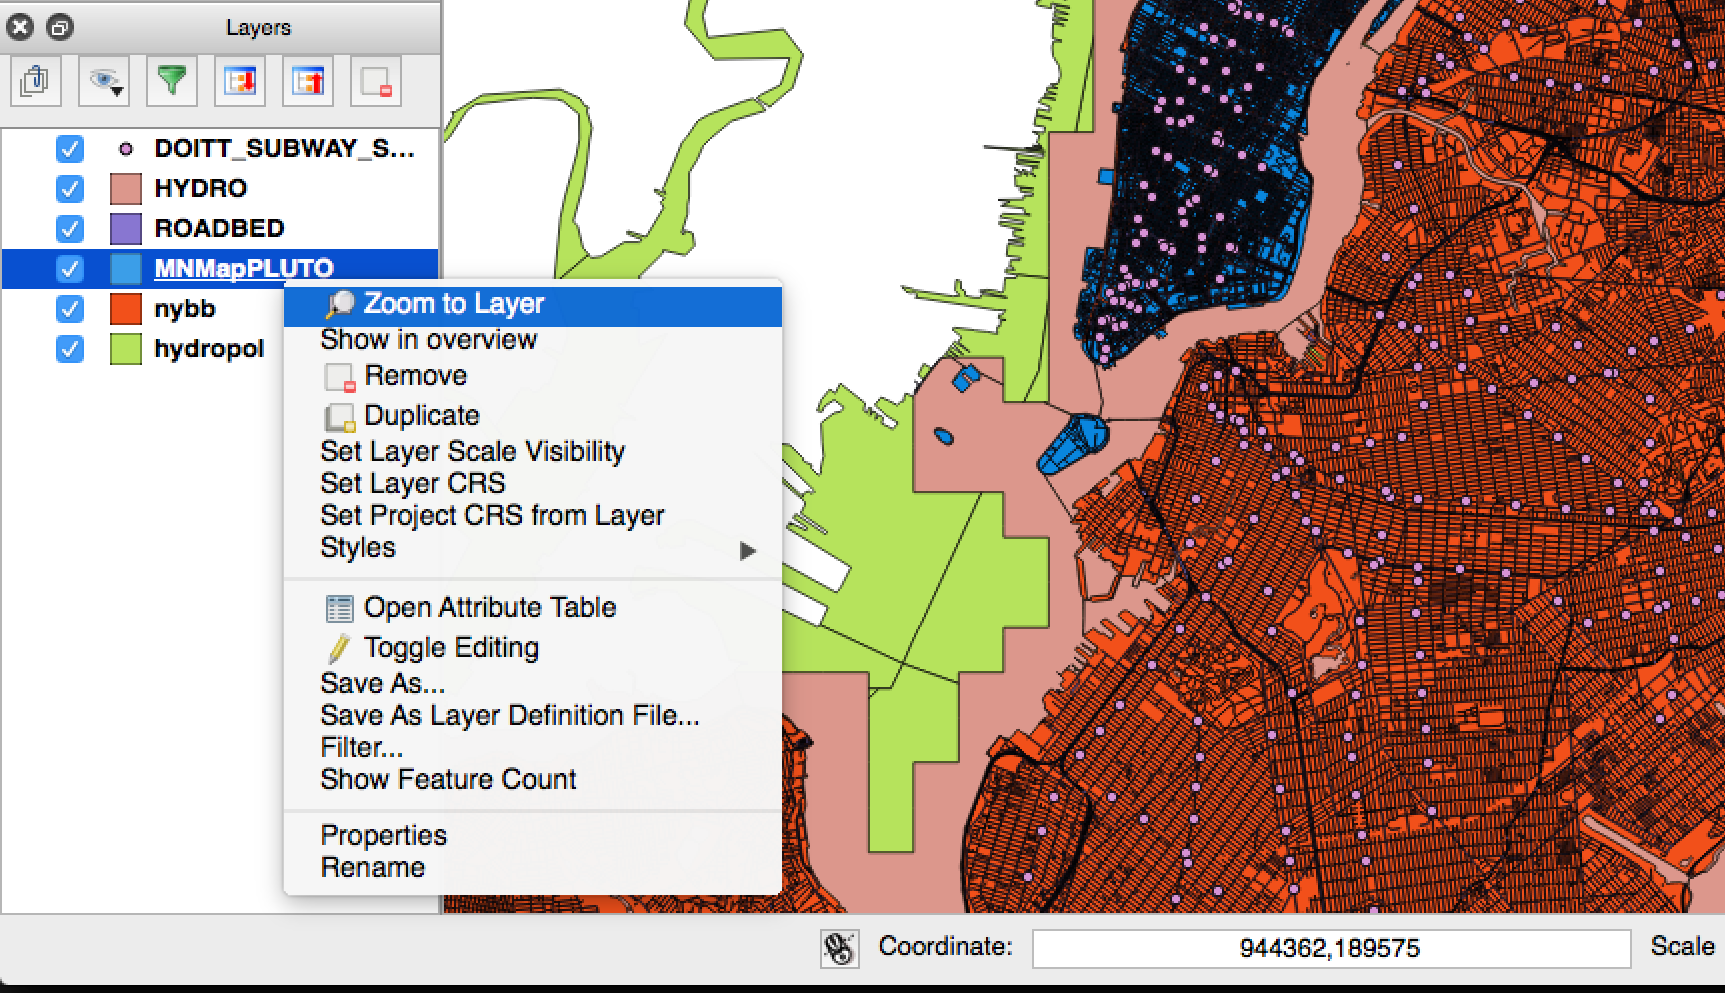 Layers
DOITT_SUBWAY_S...
HYDRO
ROADBED
MNMapPLUTO
nybb
hydropol
Zoom to Layer
Show in overview
Remove
Duplicate
Set Layer Scale Visibility
Set Layer CRS
Set Project CRS from Layer
Styles
Open Attribute Table
Toggle Editing
Save As...
Save As Layer Definition File...
Filter...
Show Feature Count
Properties
Rename
Coordinate: 944362,189575 Scale